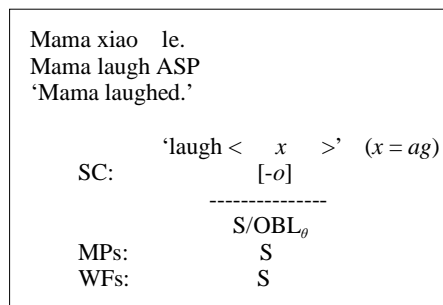 Mama xiao le.
Mama laugh ASP
‘Mama laughed.’
‘laugh < x >’ (x = ag)
SC: [-o]
---------------
S/OBLθ
MPs: S
WFs: S